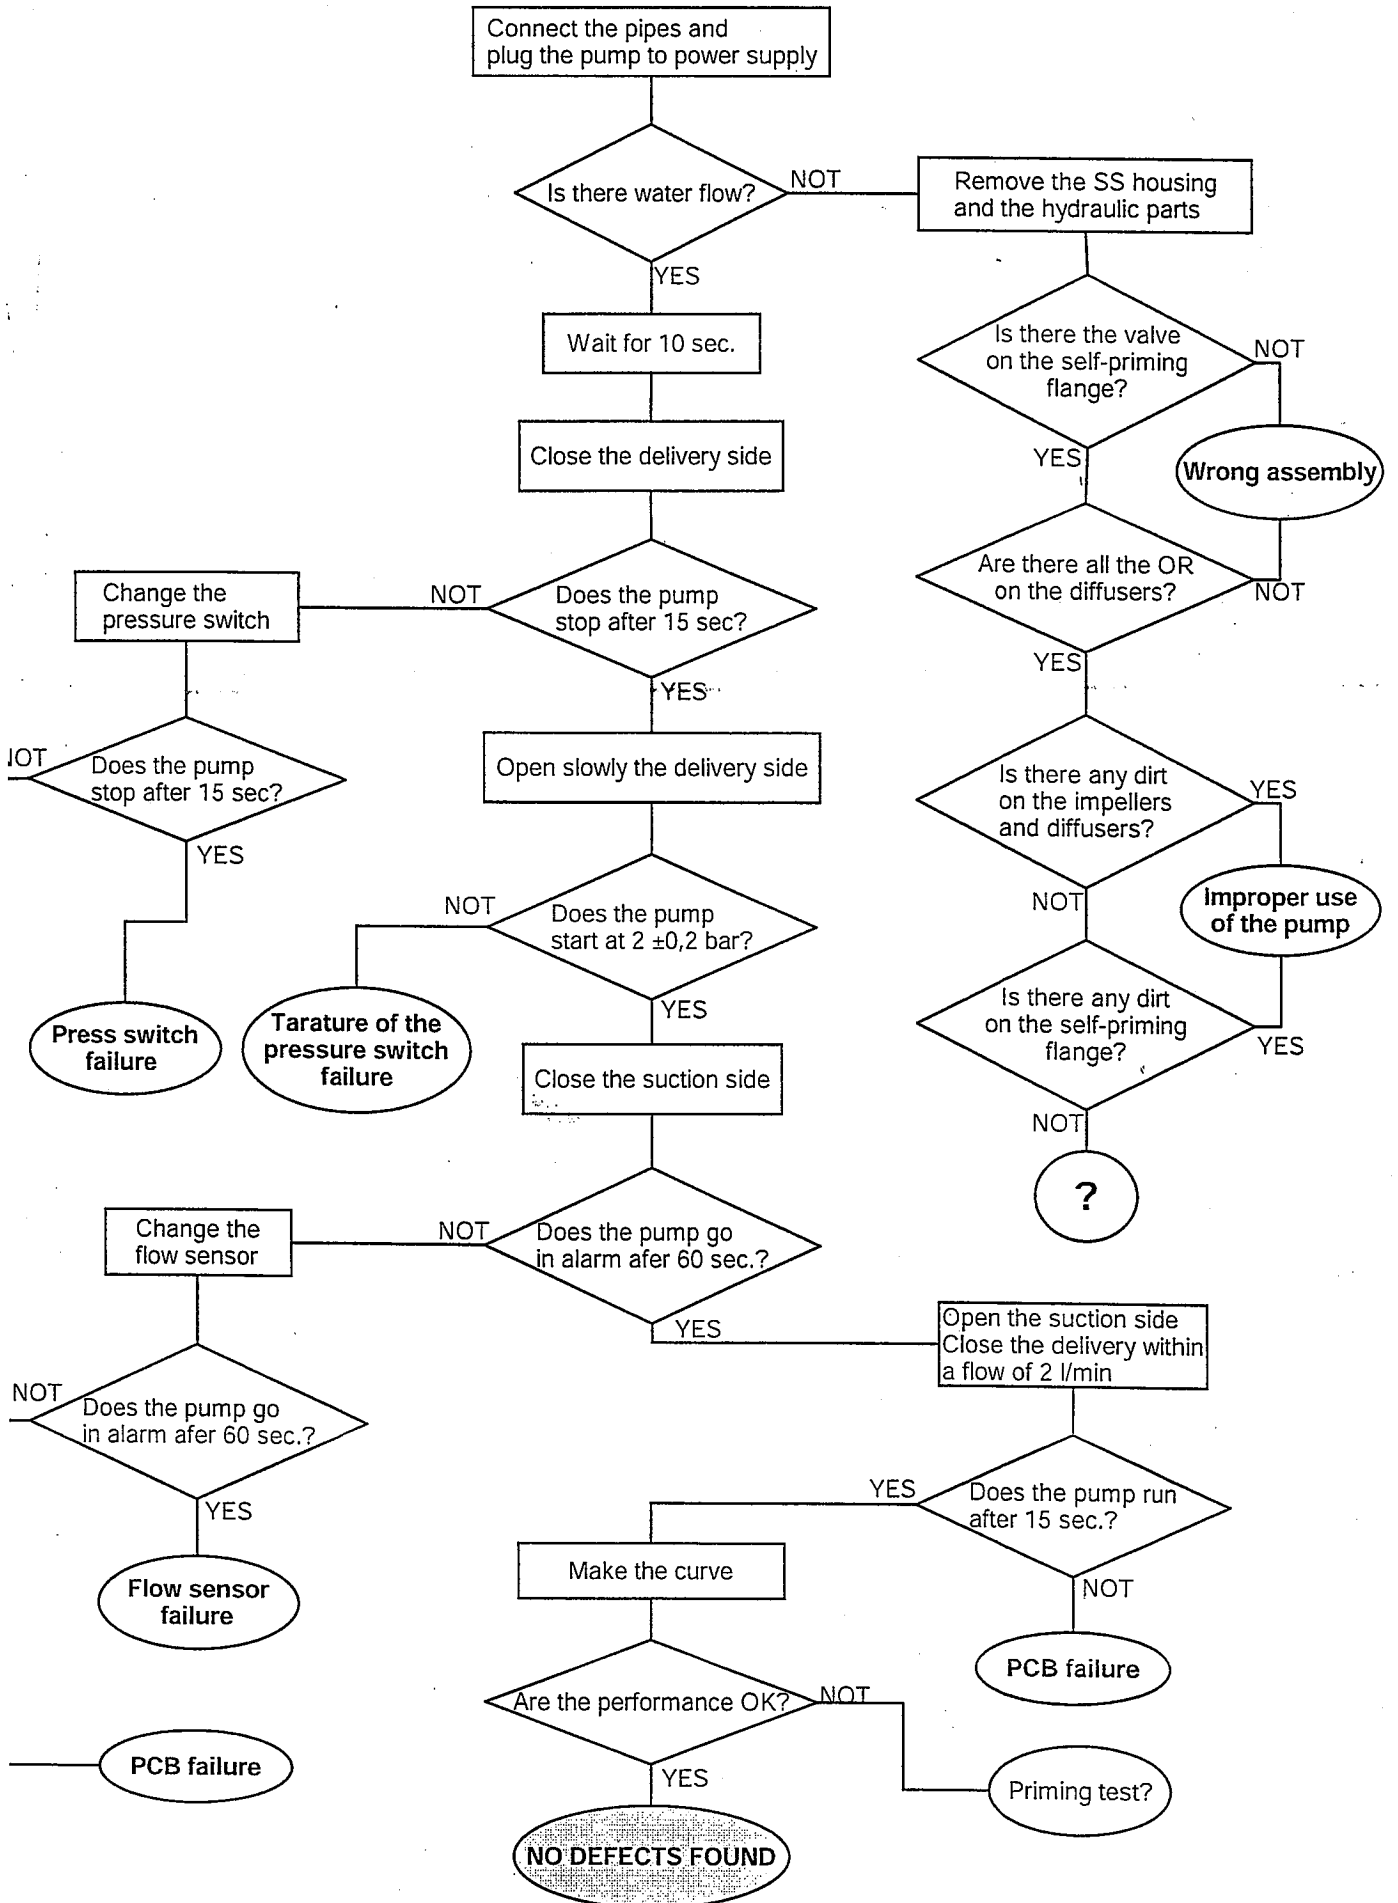 Connect the pipes and
plug the pump to power supply
Is there water flow?
NOT
Remove the SS housing
and the hydraulic parts
YES
Wait for 10 sec.
Is there the valve
on the self-priming
flange?
NOT
YES
Wrong assembly
Close the delivery side
Are there all the OR
on the diffusers?
NOT
YES
Change the
pressure switch
NOT
Does the pump
stop after 15 sec?
YES
NOT
Does the pump
stop after 15 sec?
YES
Open slowly the delivery side
Is there any dirt
on the impellers
and diffusers?
YES
NOT
Improper use
of the pump
NOT
Does the pump
start at 2 ±0,2 bar?
YES
Press switch
failure
Tarature of the
pressure switch
failure
Is there any dirt
on the self-priming
flange?
YES
NOT
?
Close the suction side
Change the
flow sensor
NOT
Does the pump go
in alarm afer 60 sec.?
YES
Open the suction side
Close the delivery within
a flow of 2 l/min
NOT
Does the pump go
in alarm afer 60 sec.?
YES
Flow sensor
failure
YES
Does the pump run
after 15 sec.?
NOT
PCB failure
Make the curve
Are the performance OK?
NOT
Priming test?
YES
PCB failure
NO DEFECTS FOUND